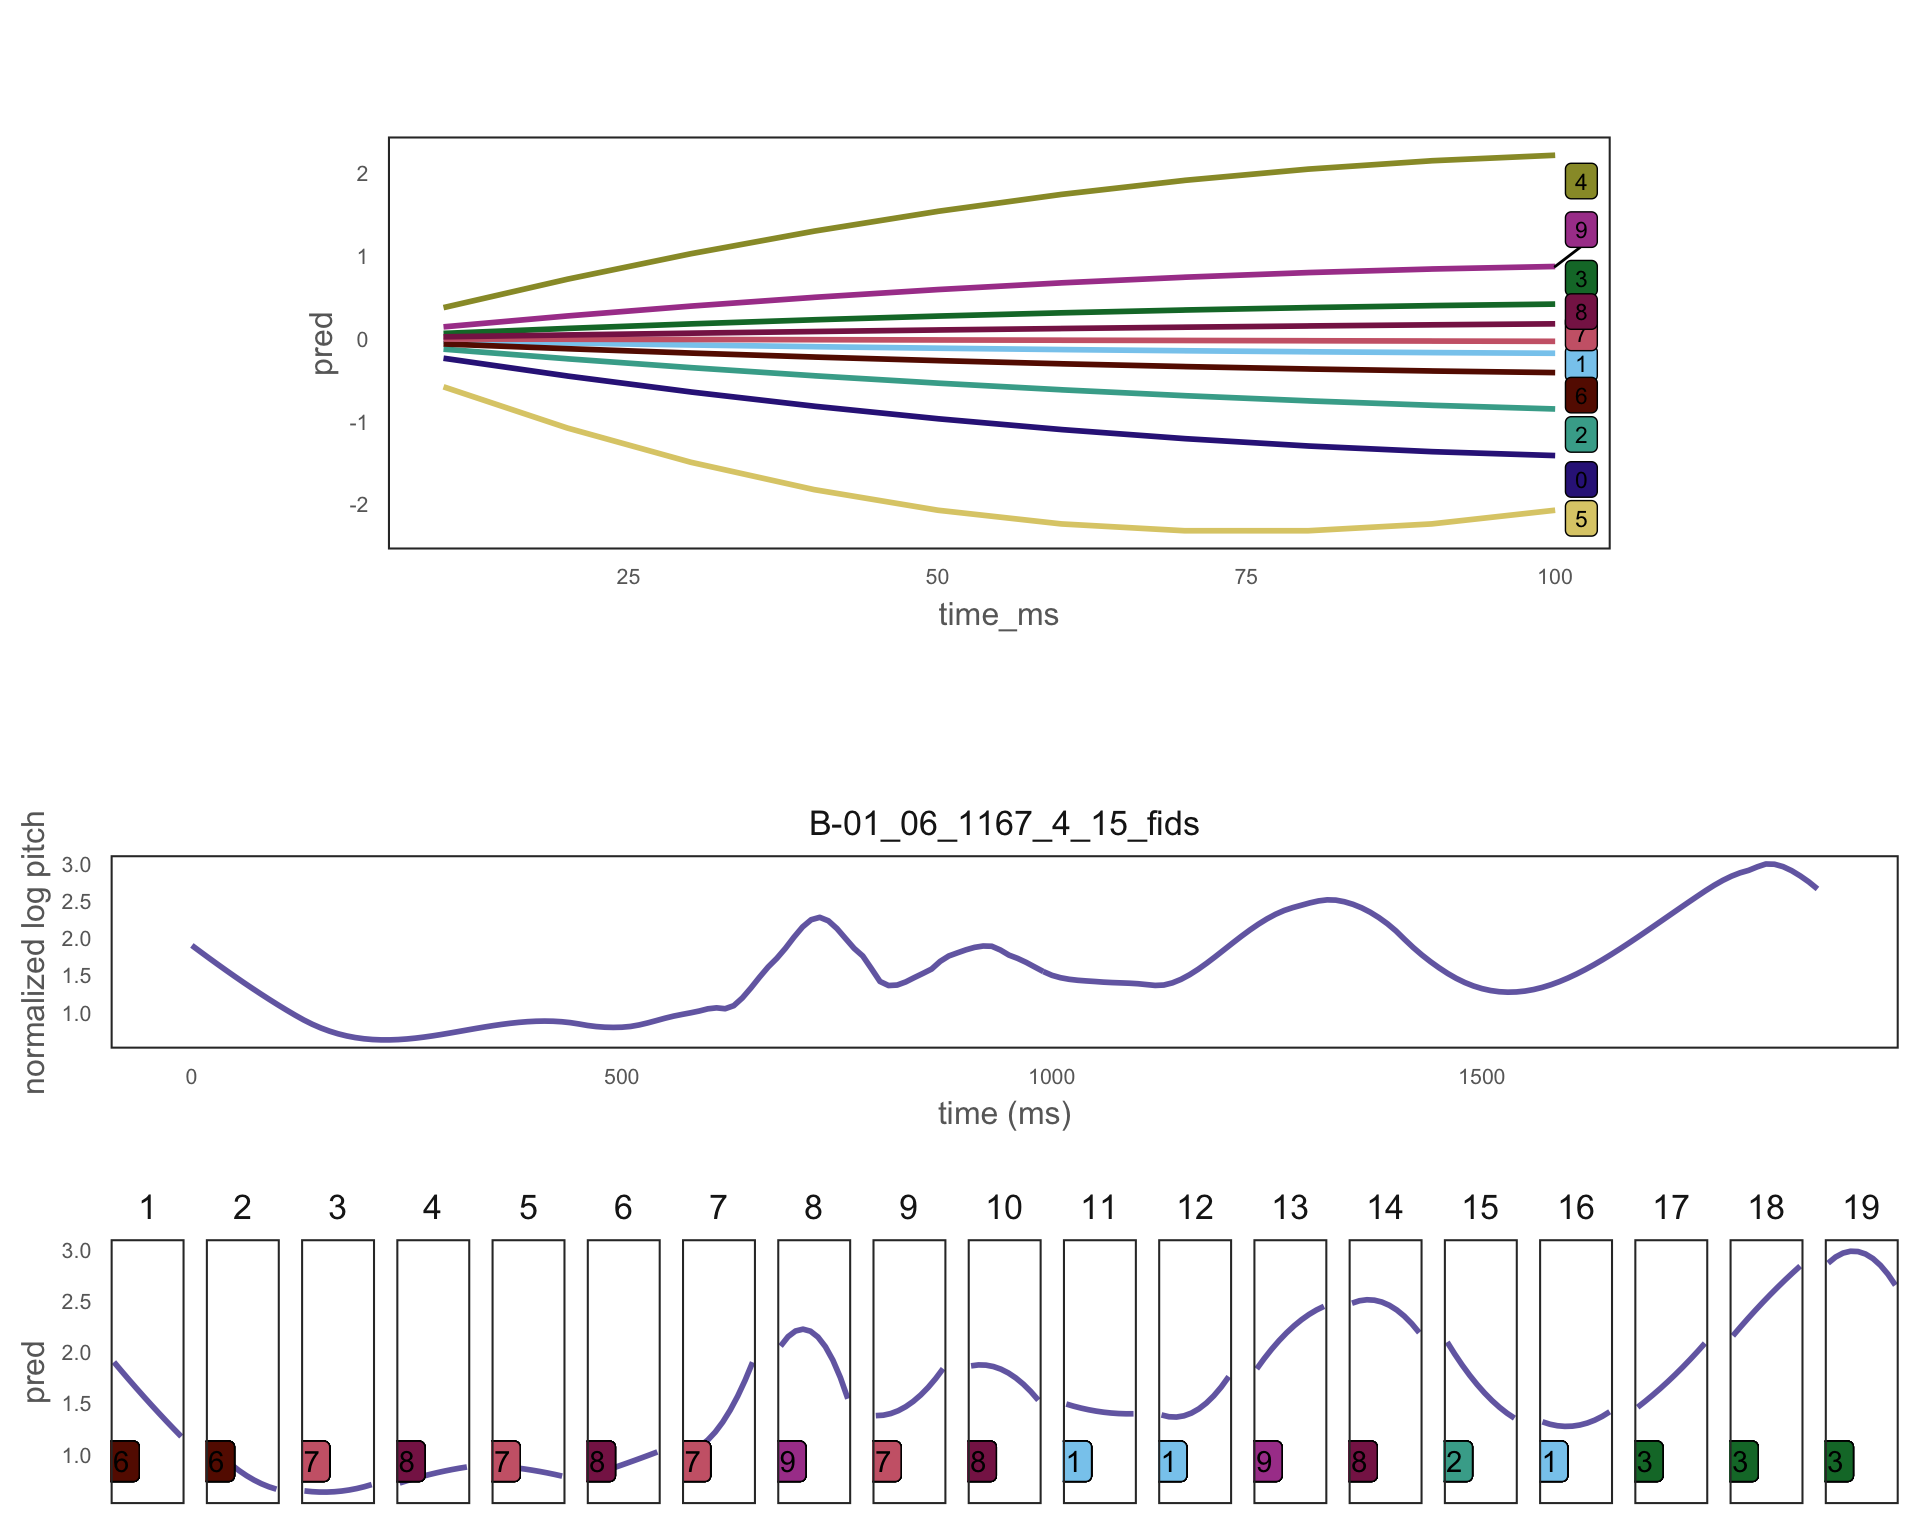 2
1
0
-1
-2
pred
4
9
3
8
7
1
6
2
0
5
25 50 75 100
time_ms
B-01_06_1167_4_15_fids
normalized log pitch
3.0
2.5
2.0
1.5
1.0
0 500 1000 1500
time (ms)
1 2 3 4 5 6 7 8 9 10 11 12 13 14 15 16 17 18 19
pred
3.0
2.5
2.0
1.5
1.0
6 6 7 8 7 8 7 9 7 8 1 1 9 8 2 1 3 3 3